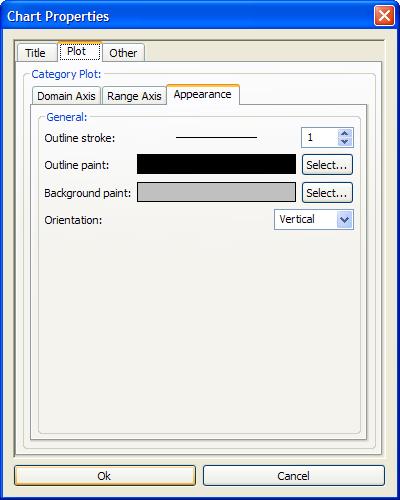 Chart Properties
Title Plot Other
Category Plot:
Domain Axis Range Axis Appearance
General:
Outline stroke: 1
Outline paint: Select...
Background paint: Select...
Orientation: Vertical
Ok Cancel